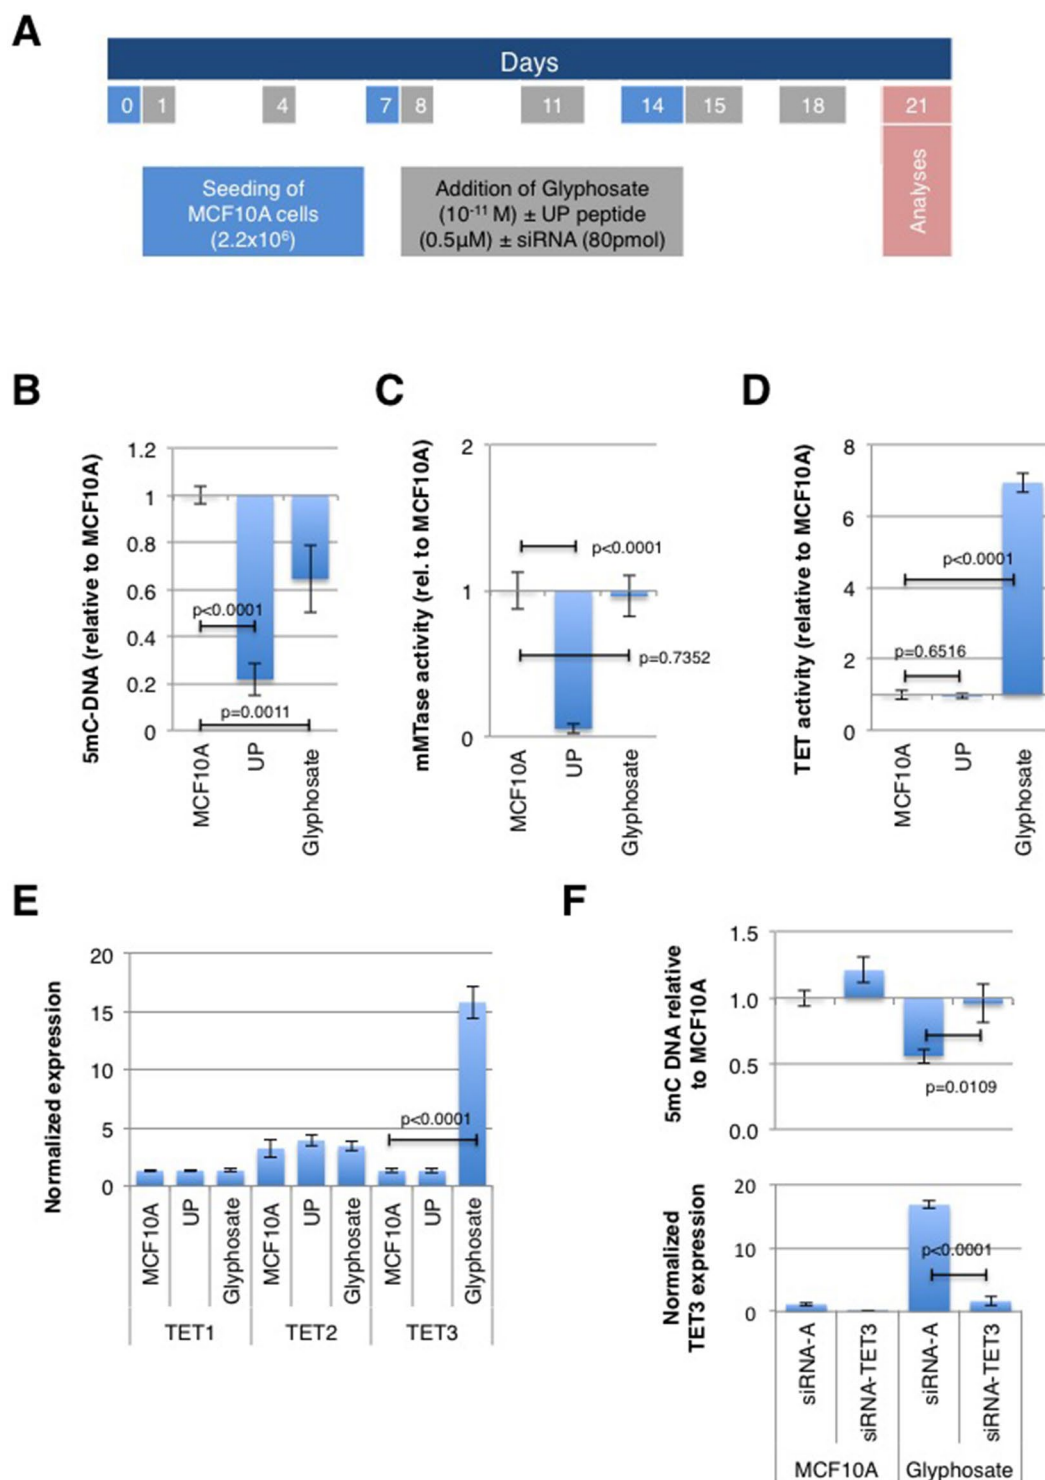 A
Days
0 1 4 7 8 11 14 15 18 21
Seeding of
MCF10A cells
(2.2x10⁶)
Addition of Glyphosate
(10⁻¹¹ M) ± UP peptide
(0.5µM) ± siRNA (80pmol)
Analyses
B
5mC-DNA (relative to MCF10A)
1.2
1
0.8
0.6
0.4
0.2
0
p<0.0001
p=0.0011
MCF10A
UP
Glyphosate
C
mMTase activity (rel. to MCF10A)
2
1
0
p<0.0001
p=0.7352
MCF10A
UP
Glyphosate
D
TET activity (relative to MCF10A)
8
6
4
2
0
p<0.0001
p=0.6516
MCF10A
UP
Glyphosate
E
Normalized expression
20
15
10
5
0
p<0.0001
MCF10A
UP
Glyphosate
MCF10A
UP
Glyphosate
MCF10A
UP
Glyphosate
TET1 TET2 TET3
F
5mC DNA relative
to MCF10A
1.5
1.0
0.5
0.0
p=0.0109
Normalized
TET3 expression
20
10
0
p<0.0001
siRNA-A
siRNA-TET3
siRNA-A
siRNA-TET3
MCF10A Glyphosate